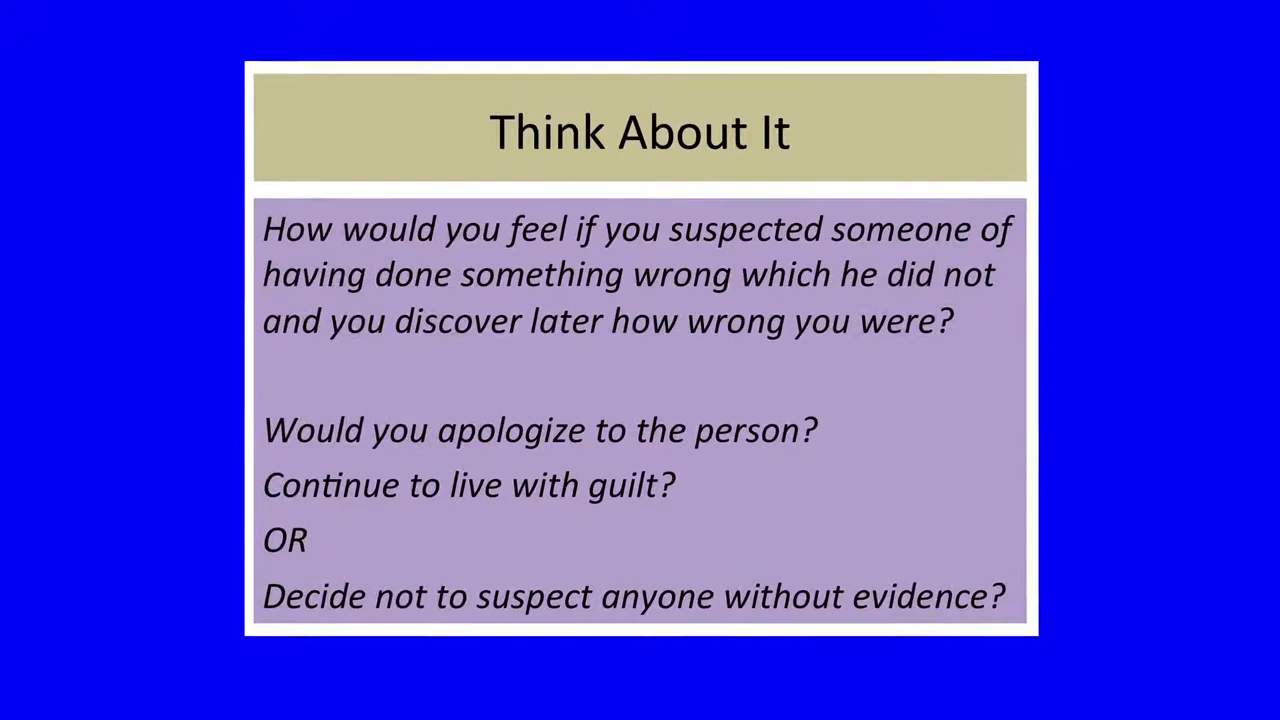 Think About It
How would you feel if you suspected someone of
having done something wrong which he did not
and you discover later how wrong you were?
Would you apologize to the person?
Continue to live with guilt?
OR
Decide not to suspect anyone without evidence?